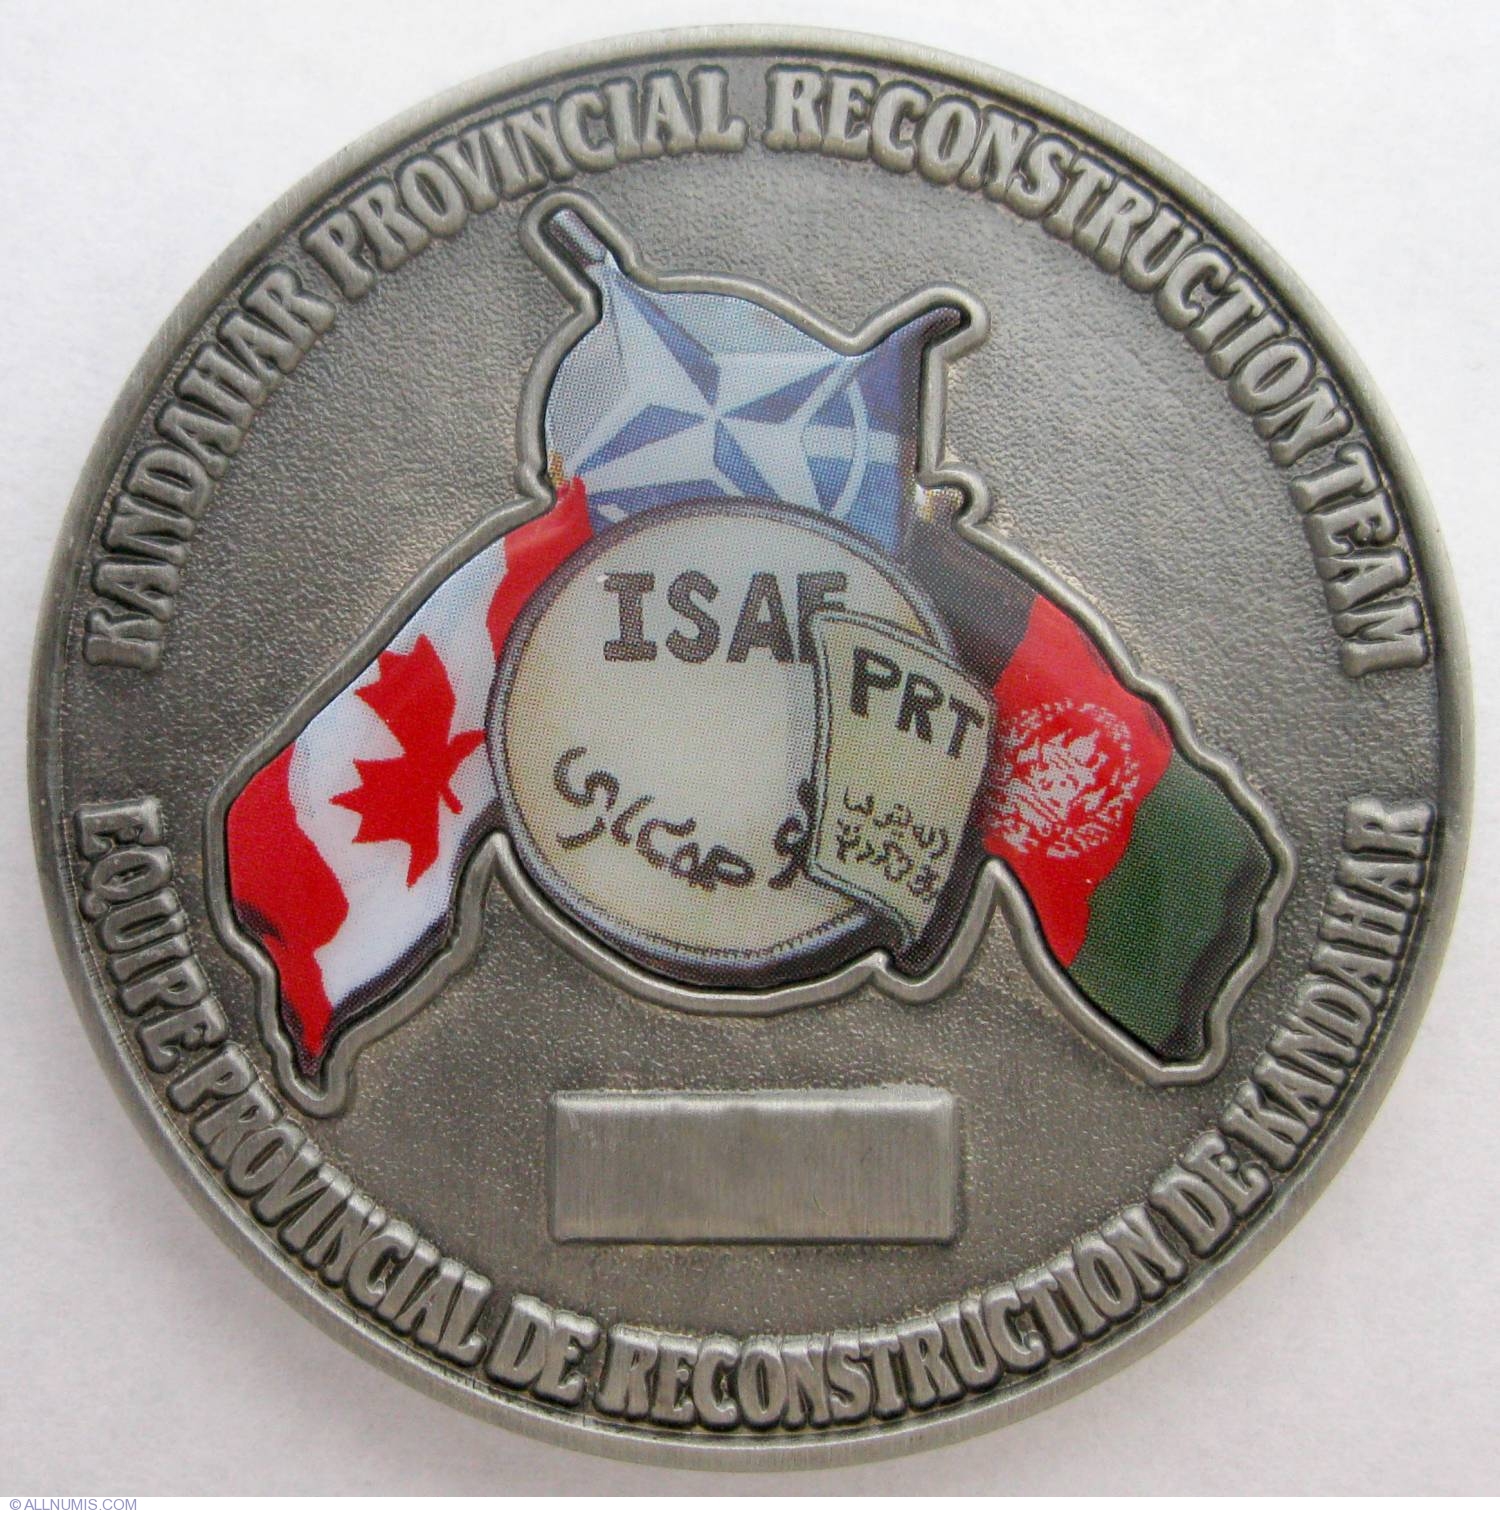 KANDAHAR PROVINCIAL RECONSTRUCTION TEAM
ISAF
PRT
EQUIPE PROVINCIAL DE RECONSTRUCTION DE KANDAHAR
© ALLNUMIS.COM